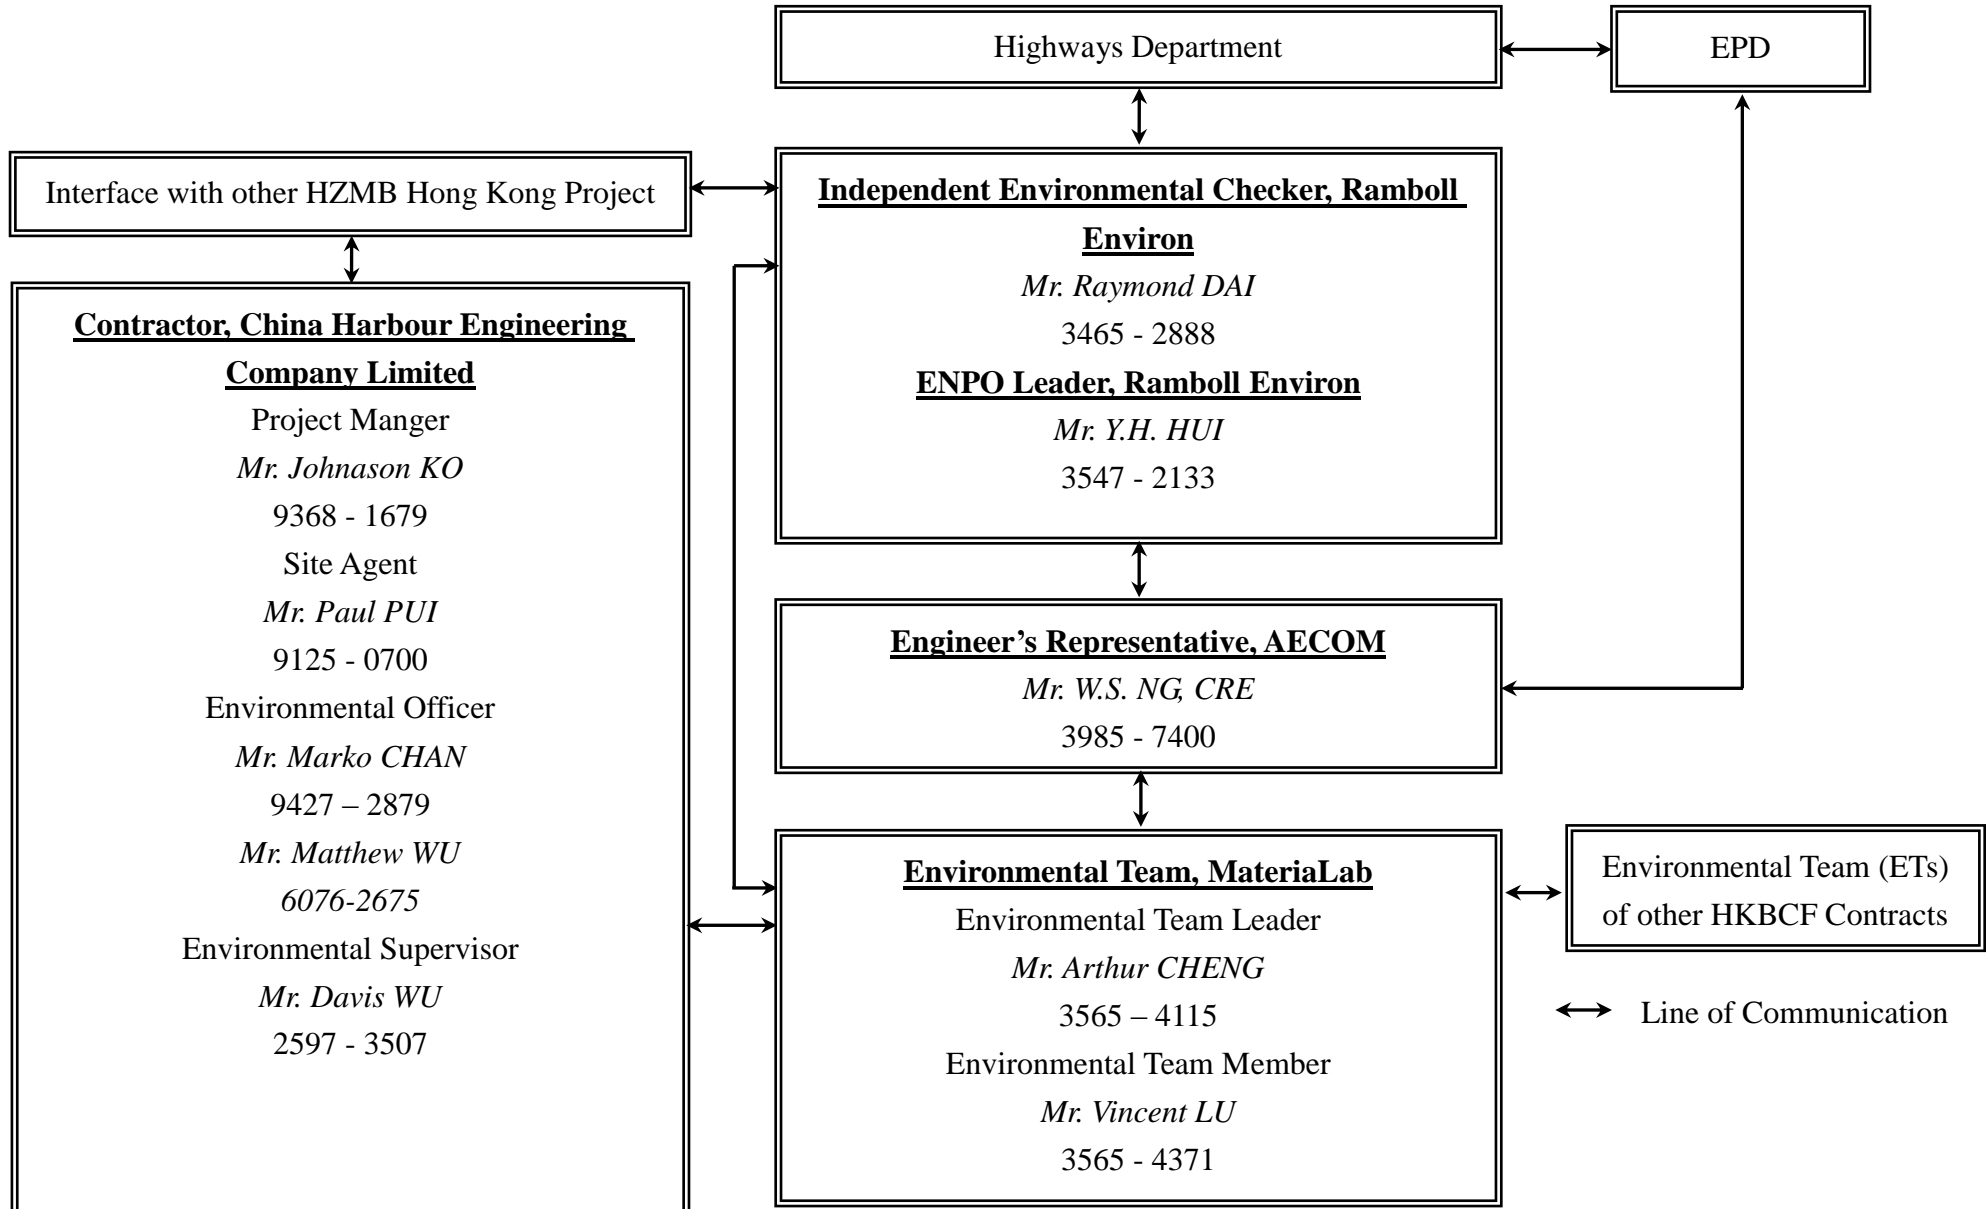 Highways Department
EPD
Interface with other HZMB Hong Kong Project
Independent Environmental Checker, Ramboll
Environ
Mr. Raymond DAI
3465 - 2888
ENPO Leader, Ramboll Environ
Mr. Y.H. HUI
3547 - 2133
Contractor, China Harbour Engineering
Company Limited
Project Manger
Mr. Johnason KO
9368 - 1679
Site Agent
Mr. Paul PUI
9125 - 0700
Environmental Officer
Mr. Marko CHAN
9427 – 2879
Mr. Matthew WU
6076-2675
Environmental Supervisor
Mr. Davis WU
2597 - 3507
Engineer’s Representative, AECOM
Mr. W.S. NG, CRE
3985 - 7400
Environmental Team, MateriaLab
Environmental Team Leader
Mr. Arthur CHENG
3565 – 4115
Environmental Team Member
Mr. Vincent LU
3565 - 4371
Environmental Team (ETs)
of other HKBCF Contracts
Line of Communication